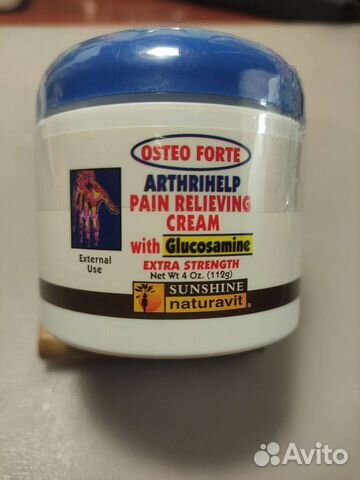 OSTEO FORTE
ARTHRIHELP
PAIN RELIEVING
CREAM
with Glucosamine
EXTRA STRENGTH
Net Wt 4 Oz. (119g)
External
Use
SUNSHINE
naturavit®
Avito